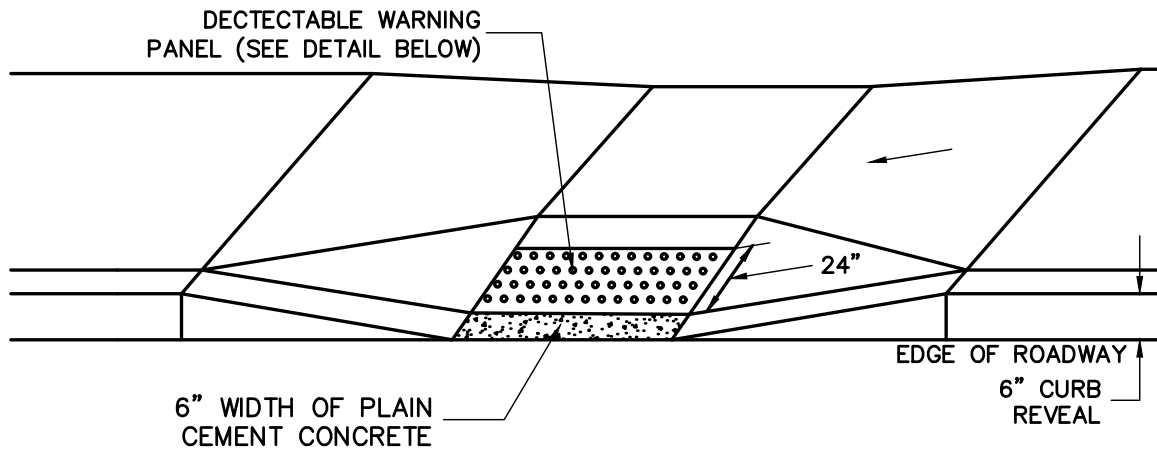 DECTECTABLE WARNING
PANEL (SEE DETAIL BELOW)
24”
EDGE OF ROADWAY
6” CURB
REVEAL
6” WIDTH OF PLAIN
CEMENT CONCRETE